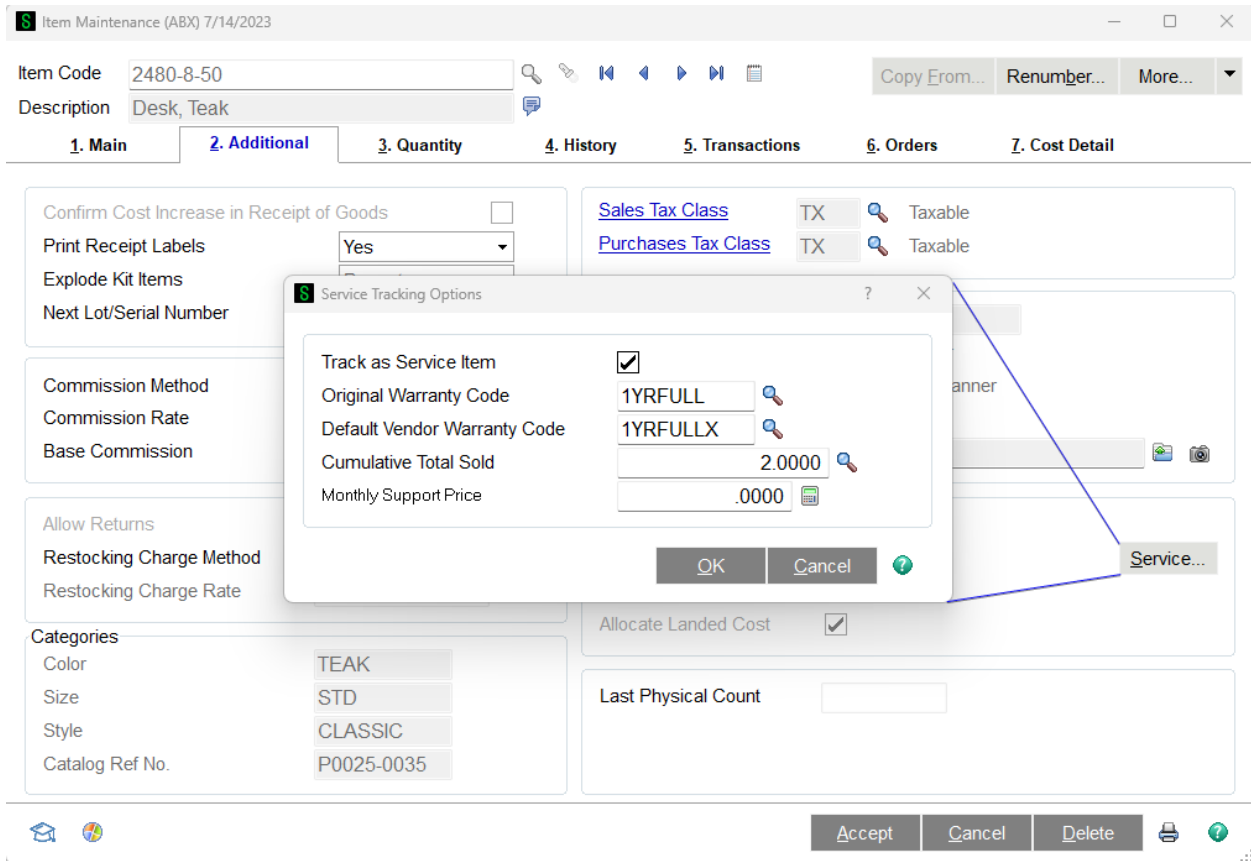 S Item Maintenance (ABX) 7/14/2023
Item Code 2480-8-50 Copy From... Renumber... More...
Description Desk, Teak
1. Main 2. Additional 3. Quantity 4. History 5. Transactions 6. Orders 7. Cost Detail
Confirm Cost Increase in Receipt of Goods
Print Receipt Labels Yes
Explode Kit Items
Next Lot/Serial Number
Commission Method
Commission Rate
Base Commission
Allow Returns
Restocking Charge Method
Restocking Charge Rate
Categories
Color TEAK
Size STD
Style CLASSIC
Catalog Ref No. P0025-0035
Sales Tax Class TX Taxable
Purchases Tax Class TX Taxable
anner
Service...
Allocate Landed Cost
Last Physical Count
S Service Tracking Options ?
Track as Service Item
Original Warranty Code 1YRFULL
Default Vendor Warranty Code 1YRFULLX
Cumulative Total Sold 2.0000
Monthly Support Price .0000
OK Cancel ?
Accept Cancel Delete ?